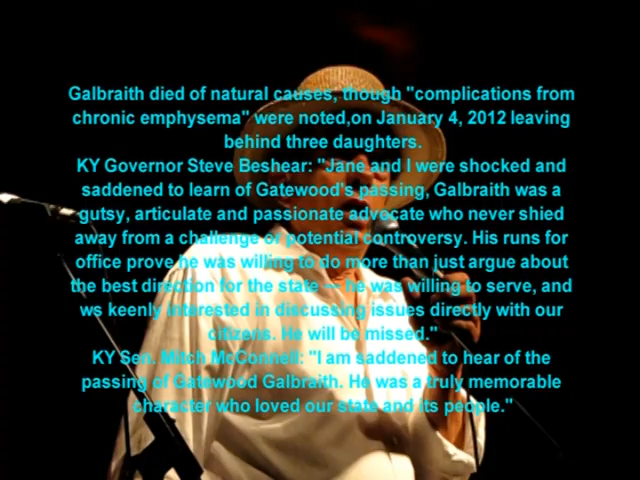 Galbraith died of natural causes, though "complications from
chronic emphysema" were noted,on January 4, 2012 leaving
behind three daughters.
KY Governor Steve Beshear: "Jane and I were shocked and
saddened to learn of Gatewood's passing, Galbraith was a
gutsy, articulate and passionate advocate who never shied
away from a challenge or potential controversy. His runs for
office prove he was willing to do more than just argue about
the best direction for the state — he was willing to serve, and
ws keenly interested in discussing issues directly with our
citizens. He will be missed."
KY Sen. Mitch McConnell: "I am saddened to hear of the
passing of Gatewood Galbraith. He was a truly memorable
character who loved our state and its people."